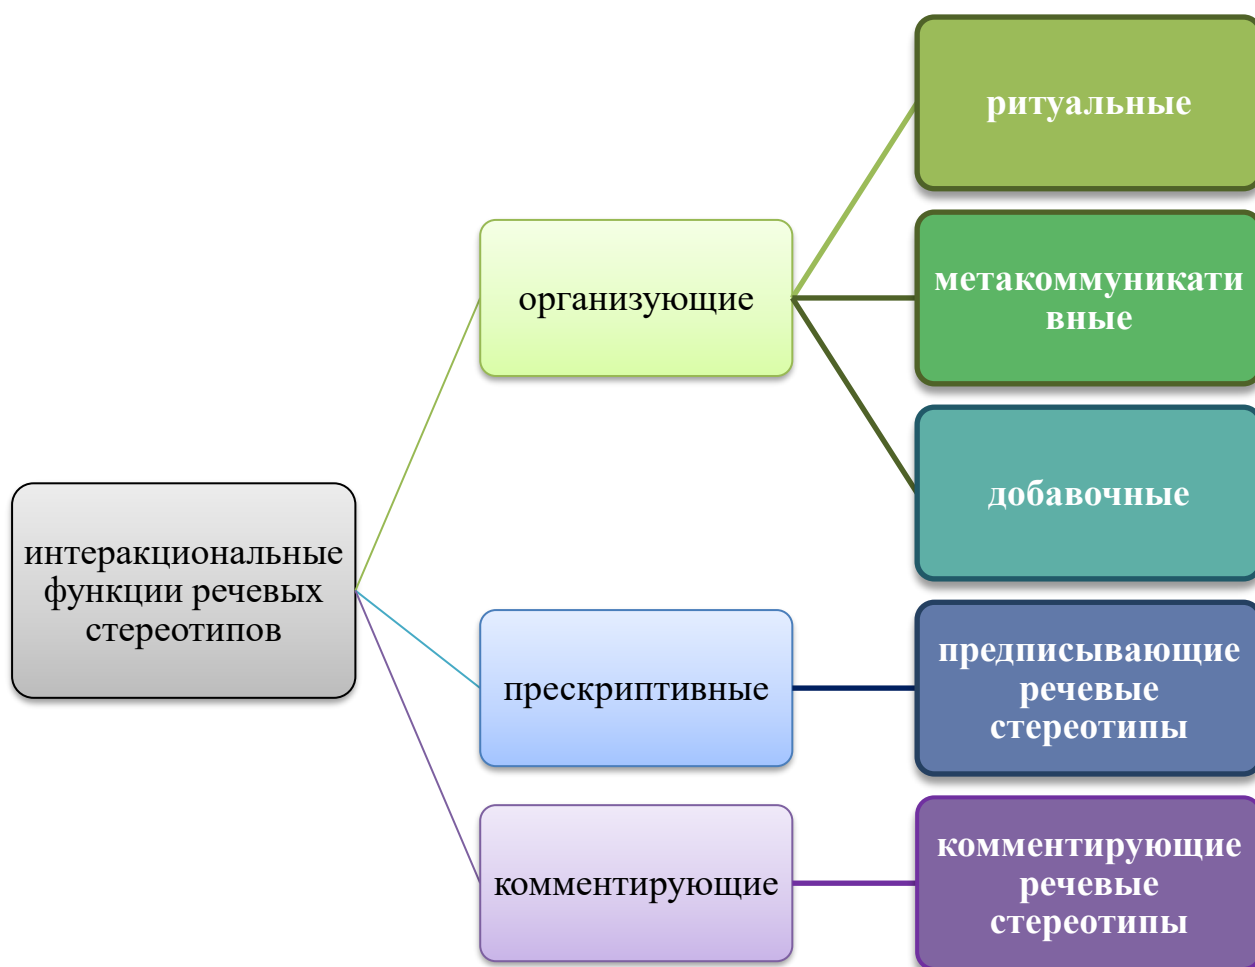 интеракциональные
функции речевых
стереотипов
организующие
ритуальные
метакоммуникати
вные
добавочные
прескриптивные
предписывающие
речевые
стереотипы
комментирующие
комментирующие
речевые
стереотипы